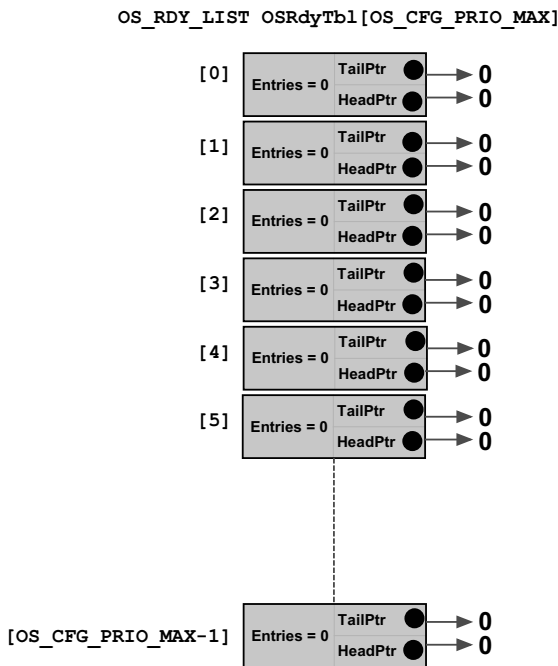 OS_RDY_LIST OSRdyTbl[OS_CFG_PRIO_MAX]
[0]
Entries = 0
TailPtr
0
HeadPtr
0
[1]
Entries = 0
TailPtr
0
HeadPtr
0
[2]
Entries = 0
TailPtr
0
HeadPtr
0
[3]
Entries = 0
TailPtr
0
HeadPtr
0
[4]
Entries = 0
TailPtr
0
HeadPtr
0
[5]
Entries = 0
TailPtr
0
HeadPtr
0
[OS_CFG_PRIO_MAX-1]
Entries = 0
TailPtr
0
HeadPtr
0